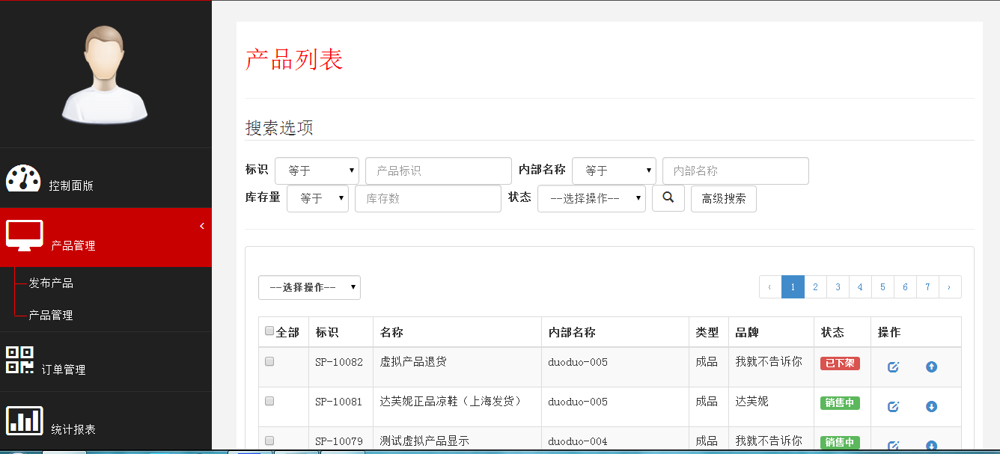 控制面版
产品管理
发布产品
产品管理
订单管理
统计报表
产品列表
搜索选项
标识 等于 产品标识 内部名称 等于 内部名称
库存量 等于 库存数 状态 --选择操作-- 高级搜索
--选择操作-- ‹ 1 2 3 4 5 6 7 ›
全部 标识 名称 内部名称 类型 品牌 状态 操作
SP-10082 虚拟产品退货 duoduo-005 成品 我就不告诉你 已下架
SP-10081 达芙妮正品凉鞋（上海发货） duoduo-005 成品 达芙妮 销售中
SP-10079 测试虚拟产品显示 duoduo-004 成品 我就不告诉你 销售中